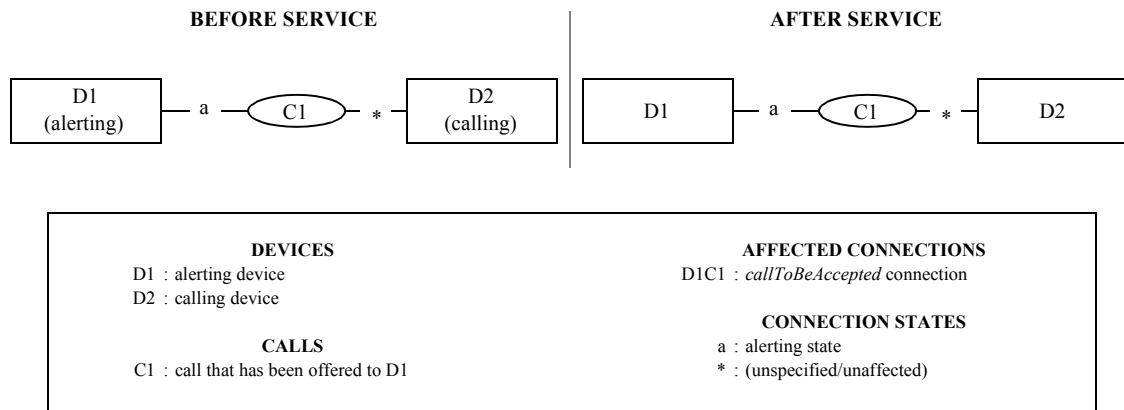 BEFORE SERVICE
AFTER SERVICE
D1
(alerting)
a
C1
*
D2
(calling)
D1
a
C1
*
D2
DEVICES
D1 : alerting device
D2 : calling device
CALLS
C1 : call that has been offered to D1
AFFECTED CONNECTIONS
D1C1 : callToBeAccepted connection
CONNECTION STATES
a : alerting state
* : (unspecified/unaffected)